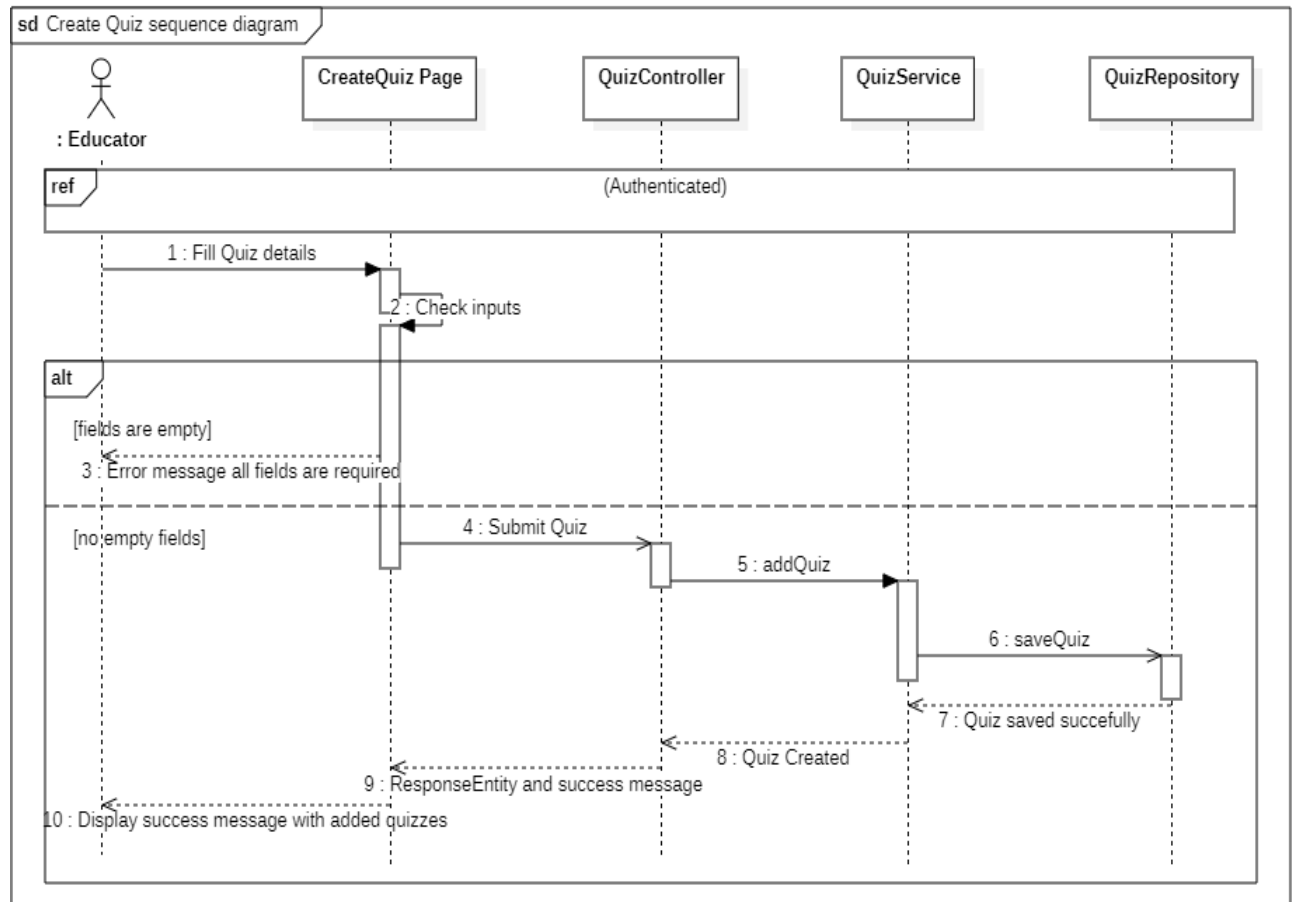 sd Create Quiz sequence diagram
: Educator
CreateQuiz Page
QuizController
QuizService
QuizRepository
ref
(Authenticated)
1 : Fill Quiz details
2 : Check inputs
alt
[fields are empty]
3 : Error message all fields are required
[no empty fields]
4 : Submit Quiz
5 : addQuiz
6 : saveQuiz
7 : Quiz saved succefully
8 : Quiz Created
9 : ResponseEntity and success message
10 : Display success message with added quizzes